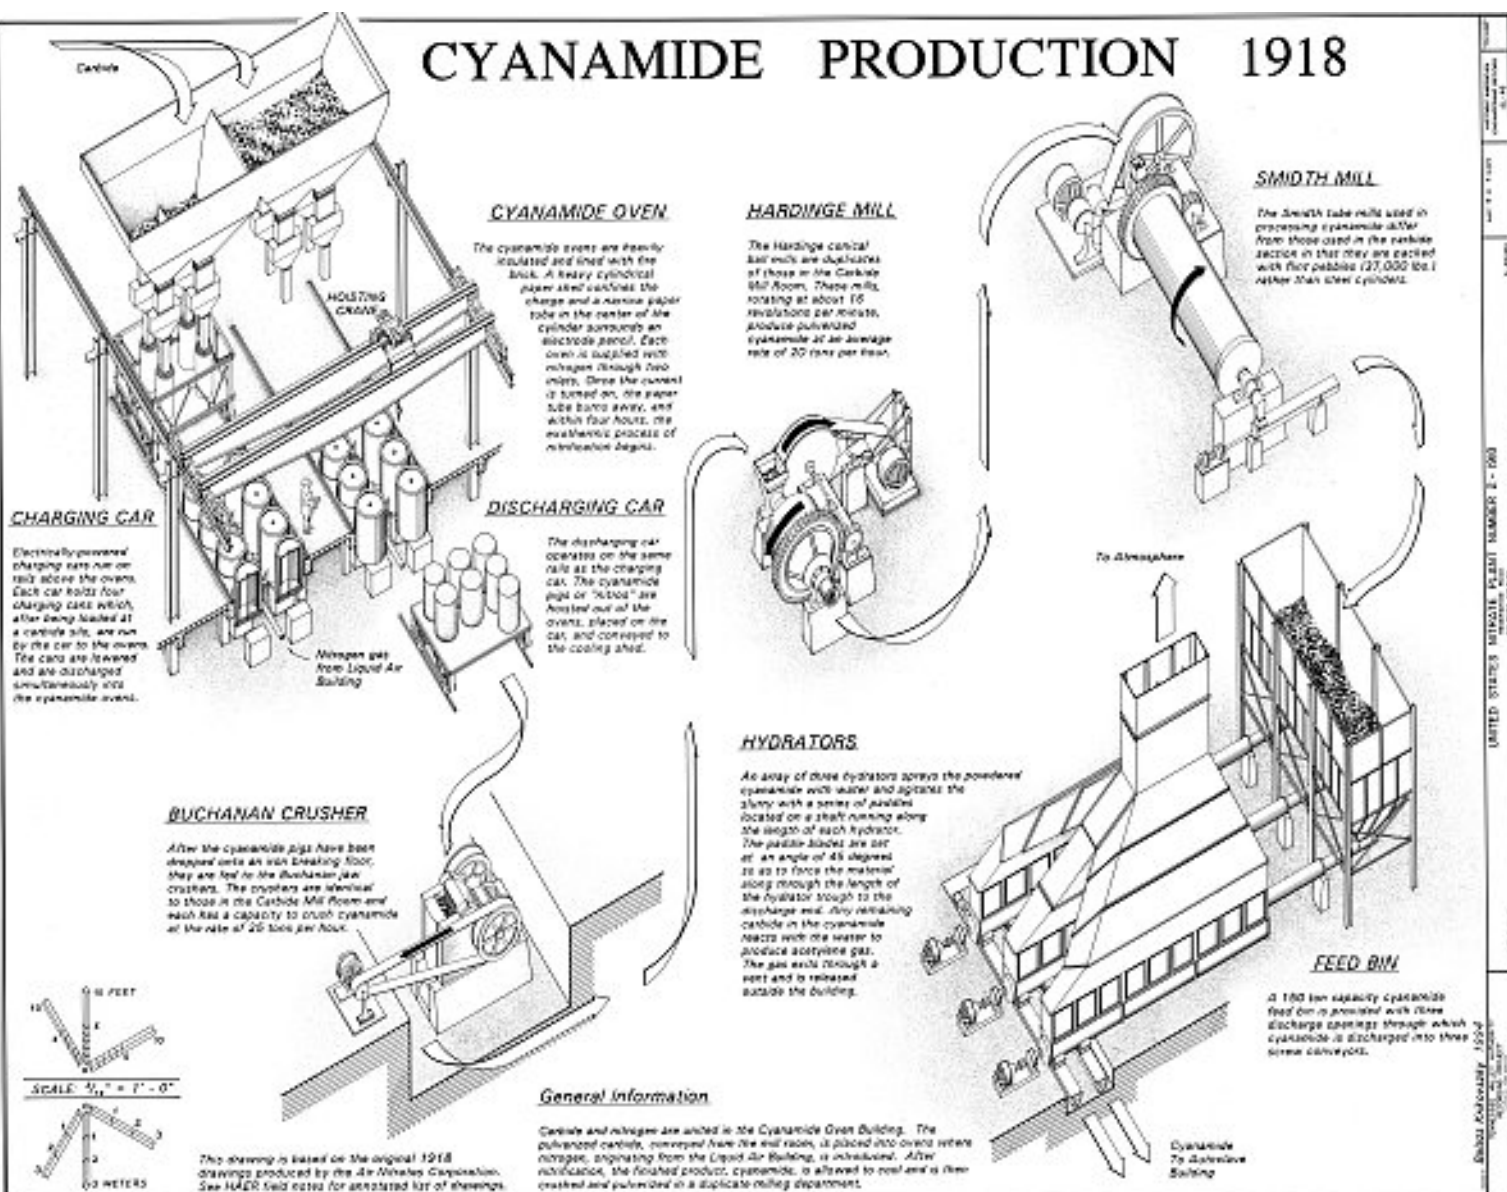 CYANAMIDE PRODUCTION 1918
Carbide
CYANAMIDE OVEN
The cyanamide ovens are heavily
insulated and lined with fire
brick. A heavy cylindrical
paper shell confines the
charge and a narrow paper
tube in the center of the
cylinder surrounds an
electrode pencil. Each
oven is supplied with
nitrogen through two
inlets. Once the current
is turned on, the paper
tube burns away, and
within four hours, the
exothermic process of
nitrification begins.
HOISTING
CRANE
HARDINGE MILL
The Hardinge conical
ball mills are duplicates
of those in the Carbide
Mill Room. These mills,
rotating at about
revolutions per minute,
produce pulverized
cyanamide at an average
rate of 20 tons per hour.
SMIDTH MILL
The Smidth tube mills used in
processing cyanamide differ
from those used in the carbide
section in that they are packed
with flint pebbles (37,000 lbs.)
rather than steel cylinders.
CHARGING CAR
Electrically-powered
charging cars run on
rails above the ovens.
Each car holds four
charging cans which,
after being loaded at
a carbide silo, are run
by the car to the ovens.
The cans are lowered
and are discharged
simultaneously into
the cyanamide ovens.
Nitrogen gas
from Liquid Air
Building
DISCHARGING CAR
The discharging car
operates on the same
rails as the charging
car. The cyanamide
pigs or "nitros" are
hoisted out of the
ovens, placed on the
car, and conveyed to
the cooling shed.
BUCHANAN CRUSHER
After the cyanamide pigs have been
dropped onto an iron breaking floor,
they are fed to the Buchanan jaw
crushers. The crushers are identical
to those in the Carbide Mill Room and
each has a capacity to crush cyanamide
at the rate of 25 tons per hour.
HYDRATORS
An array of three hydrators sprays the powdered
cyanamide with water and agitates the
slurry with a series of paddles
located on a shaft running along
the length of each hydrator.
The paddle blades are set
at an angle of 45 degrees
so as to force the material
along through the length of
the hydrator trough to the
discharge end. Any remaining
carbide in the cyanamide
reacts with the water to
produce acetylene gas.
The gas exits through a
vent and is released
outside the building.
To Atmosphere
FEED BIN
A ton capacity cyanamide
feed bin is provided with three
discharge openings through which
cyanamide is discharged into three
screw conveyors.
Cyanamide
To Autoclave
Building
General Information
Carbide and nitrogen are united in the Cyanamide Oven Building. The
pulverized carbide, conveyed from the mill room, is placed into ovens where
nitrogen, originating from the Liquid Air Building, is introduced. After
nitrification, the finished product, cyanamide, is allowed to cool and is then
crushed and pulverized in a duplicate milling department.
FEET
SCALE: = 1' - 0"
3 METERS
This drawing is based on the original 1918
drawings produced by the Air Nitrates Corporation.
See HAER field notes for annotated list of drawings.
UNITED STATES NITRATE PLANT NUMBER 2 -
1994